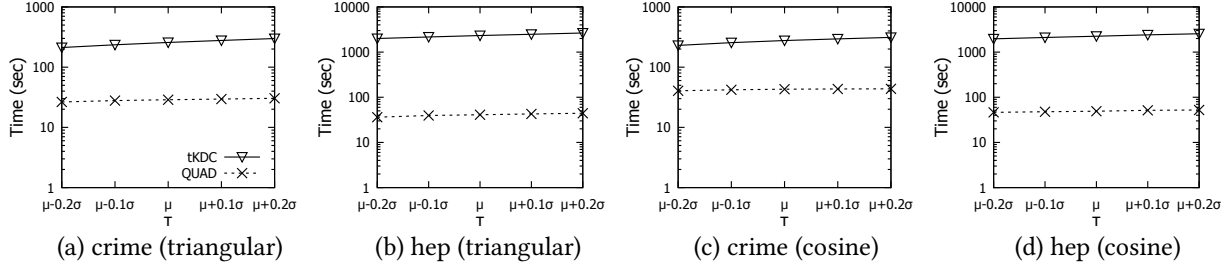 1000
100
10
1
Time (sec)
tKDC
QUAD
μ-0.2σ μ-0.1σ μ μ+0.1σ μ+0.2σ
T
(a) crime (triangular)
10000
1000
100
10
1
Time (sec)
μ-0.2σ μ-0.1σ μ μ+0.1σ μ+0.2σ
T
(b) hep (triangular)
1000
100
10
1
Time (sec)
μ-0.2σ μ-0.1σ μ μ+0.1σ μ+0.2σ
T
(c) crime (cosine)
10000
1000
100
10
1
Time (sec)
μ-0.2σ μ-0.1σ μ μ+0.1σ μ+0.2σ
T
(d) hep (cosine)